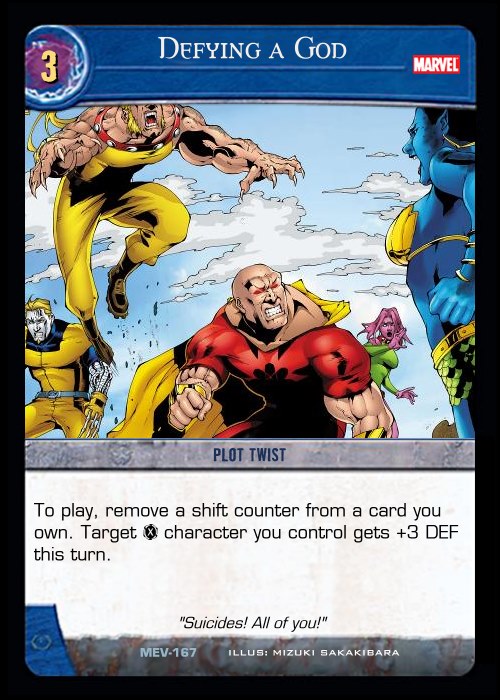 3
Defying a God
MARVEL
PLOT TWIST
To play, remove a shift counter from a card you
own. Target character you control gets +3 DEF
this turn.
"Suicides! All of you!"
MEV-167 ILLUS: MIZUKI SAKAKIBARA